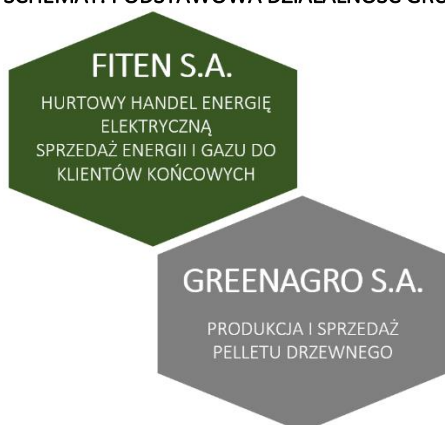 FITEN S.A.
HURTOWY HANDEL ENERGIĘ
ELEKTRYCZNĄ
SPRZEDAŻ ENERGII I GAZU DO
KLIENTÓW KOŃCOWYCH
GREENAGRO S.A.
PRODUKCJA I SPRZEDAŻ
PELLETU DRZEWNEGO